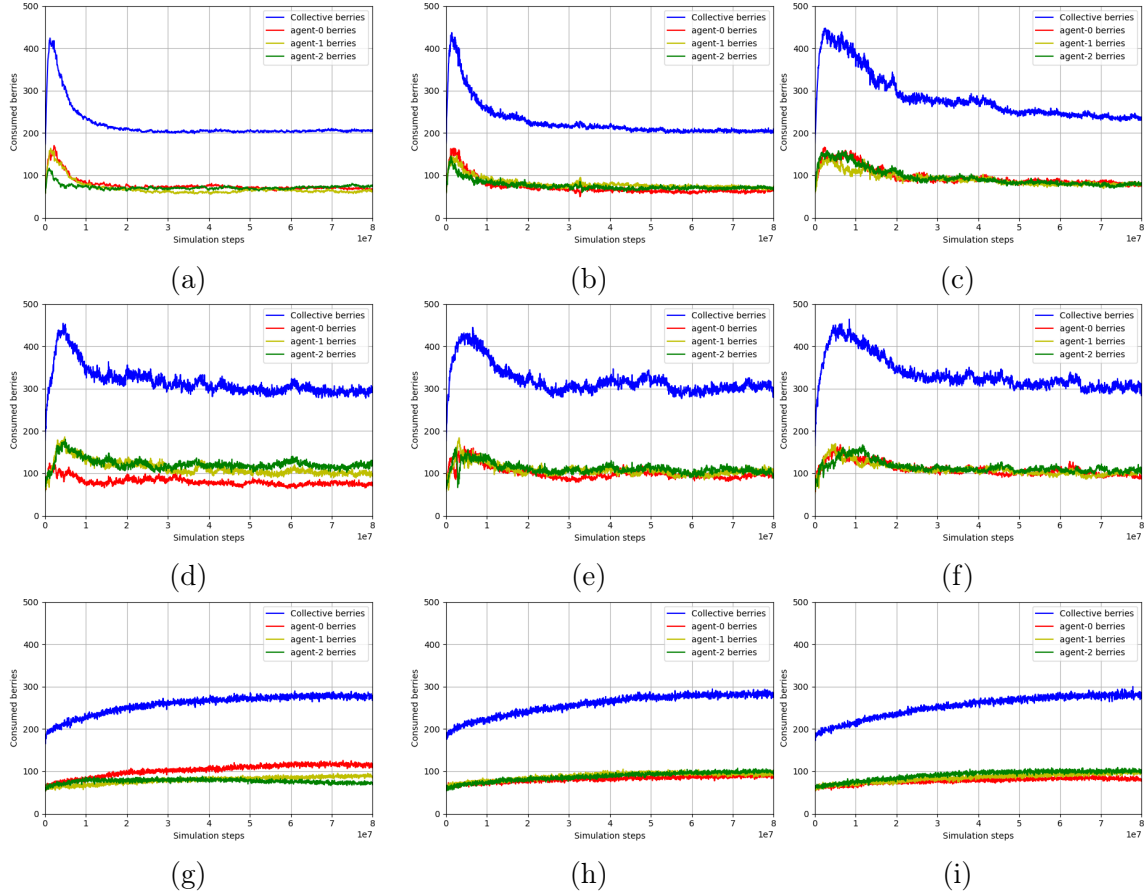 500
400
300
200
100
0
Consumed berries
Collective berries
agent-0 berries
agent-1 berries
agent-2 berries
0 1 2 3 4 5 6 7 8
1e7
Simulation steps
(a)
500
400
300
200
100
0
Consumed berries
Collective berries
agent-0 berries
agent-1 berries
agent-2 berries
0 1 2 3 4 5 6 7 8
1e7
Simulation steps
(b)
500
400
300
200
100
0
Consumed berries
Collective berries
agent-0 berries
agent-1 berries
agent-2 berries
0 1 2 3 4 5 6 7 8
1e7
Simulation steps
(c)
500
400
300
200
100
0
Consumed berries
Collective berries
agent-0 berries
agent-1 berries
agent-2 berries
0 1 2 3 4 5 6 7 8
1e7
Simulation steps
(d)
500
400
300
200
100
0
Consumed berries
Collective berries
agent-0 berries
agent-1 berries
agent-2 berries
0 1 2 3 4 5 6 7 8
1e7
Simulation steps
(e)
500
400
300
200
100
0
Consumed berries
Collective berries
agent-0 berries
agent-1 berries
agent-2 berries
0 1 2 3 4 5 6 7 8
1e7
Simulation steps
(f)
500
400
300
200
100
0
Consumed berries
Collective berries
agent-0 berries
agent-1 berries
agent-2 berries
0 1 2 3 4 5 6 7 8
1e7
Simulation steps
(g)
500
400
300
200
100
0
Consumed berries
Collective berries
agent-0 berries
agent-1 berries
agent-2 berries
0 1 2 3 4 5 6 7 8
1e7
Simulation steps
(h)
500
400
300
200
100
0
Consumed berries
Collective berries
agent-0 berries
agent-1 berries
agent-2 berries
0 1 2 3 4 5 6 7 8
1e7
Simulation steps
(i)